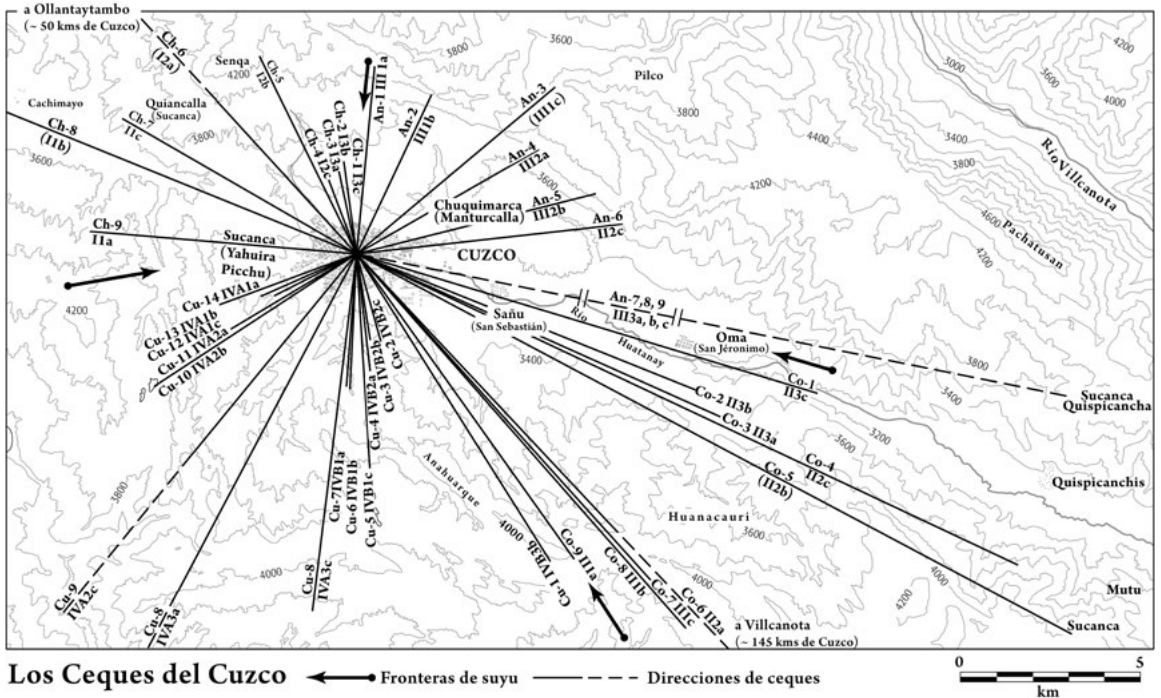 a Ollantaytambo
(~ 50 kms de Cuzco)
Ch-6
(I2a)
Senqa
4200
Ch-5
I2b
An-1 III 1a
3800
3600
Pilco
3800
4200
3000
3600
4000
Cachimayo
Quiancalla
(Sucanca)
Ch-7
I1c
3800
Ch-8
(I1b)
3600
Ch-2 I3b
Ch-3 I3a
Ch-4 I2c
Ch-1 I3c
An-2
III1b
An-3
(III1c)
An-4
III2a
3600
4400
3400
3800
Río Villcanota
4200
Chuquimarca
(Manturcalla)
An-5
III2b
An-6
II2c
4600
4200
Pachatusan
Ch-9
I1a
Sucanca
(Yahuira
Picchu)
CUZCO
4200
Cu-14 IVA1a
Cu-13 IVA1b
Cu-12 IVA1c
Cu-11 IVA2a
Cu-10 IVA2b
Cu-2 IVB2c
Cu-3 IVB2b
Cu-4 IVB2a
Sañu
(San Sebastián)
Río
Huatanay
3400
An-7,8, 9
III3a, b, c
Oma
(San Jéronimo)
3800
3400
Sucanca
Quispicancha
Co-1
II3c
Co-2 II3b
Co-3 II3a
3200
3600
Co-4
II2c
Co-5
(II2b)
Quispicanchis
3800
Cu-7IVB1a
Cu-6 IVB1b
Cu-5 IVB1c
Anahuarque
4000
Huanacauri
3600
4000
4000
Cu-9
IVA2c
Cu-8
IVA3a
Cu-8
IVA3c
4000
Cu-1 IVB3b
Co-9 III1a
Co-8 III1b
Co-7 II1c
Co-6 II2a
4200
Mutu
Sucanca
a Villcanota
(~ 145 kms de Cuzco)
Los Ceques del Cuzco Fronteras de suyu Direcciones de ceques
0 5
km